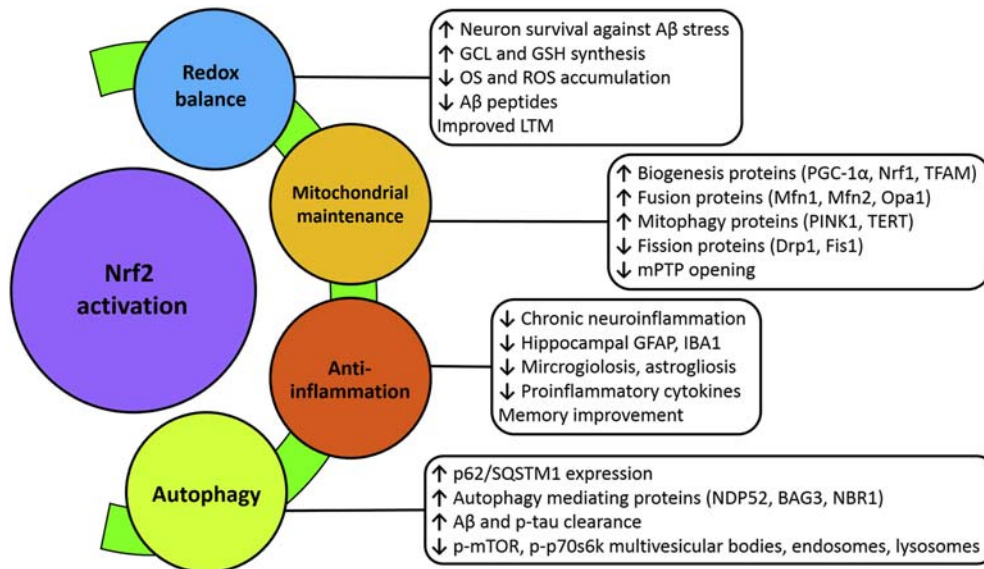 Redox
balance
↑ Neuron survival against Aβ stress
↑ GCL and GSH synthesis
↓ OS and ROS accumulation
↓ Aβ peptides
Improved LTM
Mitochondrial
maintenance
↑ Biogenesis proteins (PGC-1α, Nrf1, TFAM)
↑ Fusion proteins (Mfn1, Mfn2, Opa1)
↑ Mitophagy proteins (PINK1, TERT)
↓ Fission proteins (Drp1, Fis1)
↓ mPTP opening
Nrf2
activation
Anti-
inflammation
↓ Chronic neuroinflammation
↓ Hippocampal GFAP, IBA1
↓ Mircrogiolosis, astrogliosis
↓ Proinflammatory cytokines
Memory improvement
Autophagy
↑ p62/SQSTM1 expression
↑ Autophagy mediating proteins (NDP52, BAG3, NBR1)
↑ Aβ and p-tau clearance
↓ p-mTOR, p-p70s6k multivesicular bodies, endosomes, lysosomes